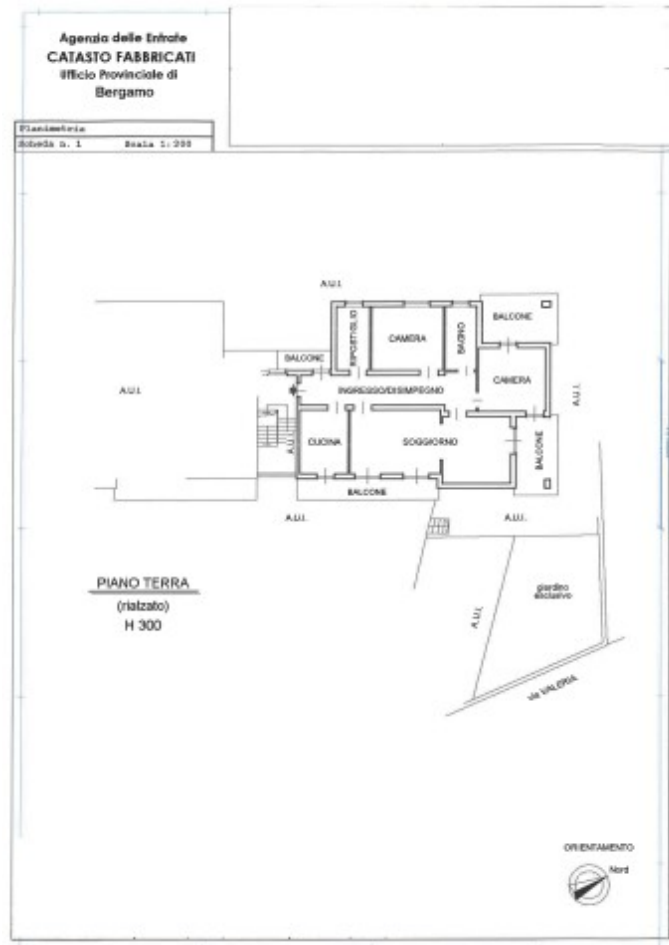 Agenzia delle Entrate
CATASTO FABBRICATI
Ufficio Provinciale di
Bergamo
Planimetria
Scheda n. 1 Scala 1:200
A.U.I.
BALCONE
RIPOSTIGLIO
CAMERA
BAGNO
BALCONE
CAMERA
A.U.I.
INGRESSO/DISIMPEGNO
A.U.I.
A.U.I.
CUCINA
SOGGIORNO
BALCONE
BALCONE
A.U.I.
A.U.I.
PIANO TERRA
(rialzato)
H 300
giardino
esclusivo
A.U.I.
via VALERIA
ORIENTAMENTO
Nord